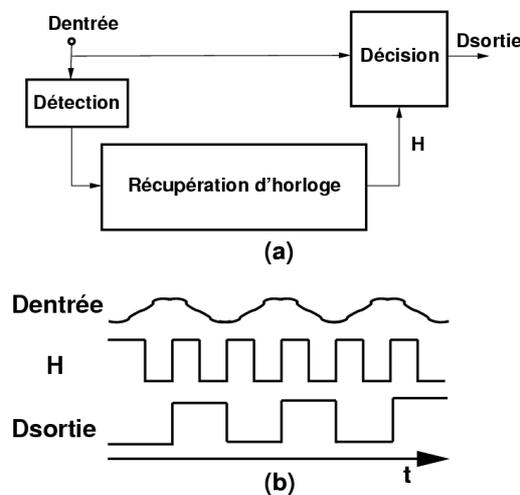 Dentrée
Décision
Dsortie
Détection
H
Récupération d'horloge
(a)
Dentrée
H
Dsortie
t
(b)